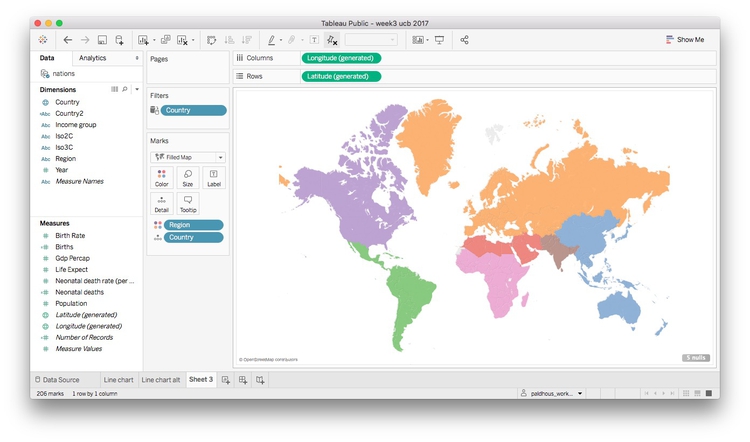 Tableau Public - week3 ucb 2017
Show Me
Data
Analytics
nations
Dimensions
Country
Country2
Income group
Iso2C
Iso3C
Region
Year
Measure Names
Measures
Birth Rate
Births
Gdp Percap
Life Expect
Neonatal death rate (per ...
Neonatal deaths
Population
Latitude (generated)
Longitude (generated)
Number of Records
Measure Values
Pages
Filters
Country
Marks
Filled Map
Color
Size
Label
Detail
Tooltip
Region
Country
Columns
Longitude (generated)
Rows
Latitude (generated)
© OpenStreetMap contributors
5 nulls
Data Source
Line chart
Line chart alt
Sheet 3
206 marks
1 row by 1 column
paldhous_work...